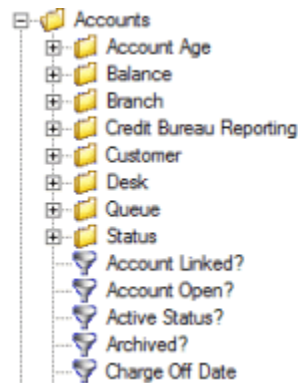 Accounts
Account Age
Balance
Branch
Credit Bureau Reporting
Customer
Desk
Queue
Status
Account Linked?
Account Open?
Active Status?
Archived?
Charge Off Date